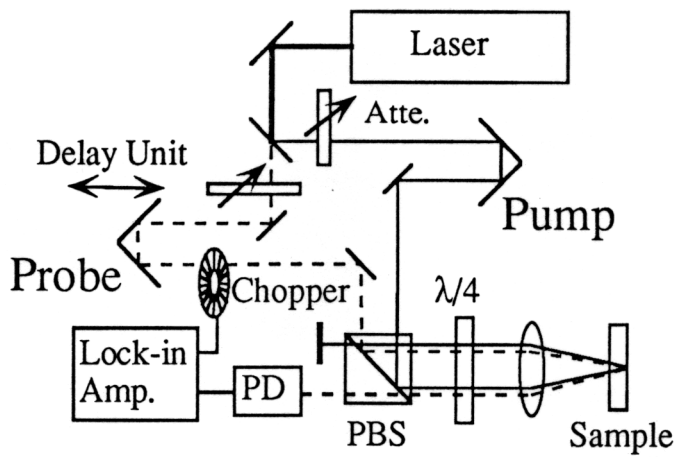 Laser
Atte.
Delay Unit
Pump
Probe
Chopper
λ/4
Lock-in
Amp.
PD
PBS
Sample